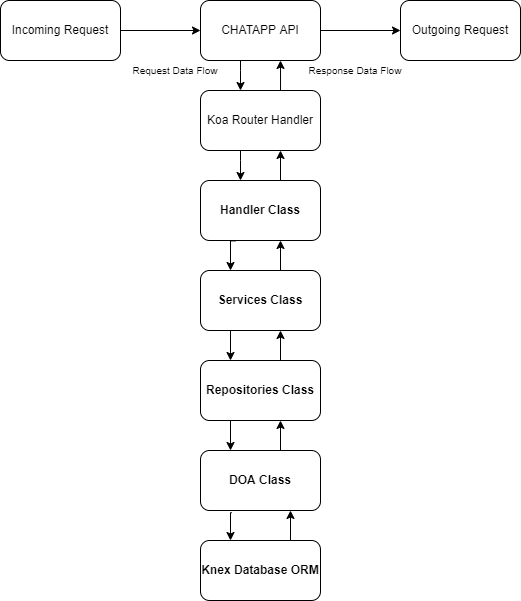 Incoming Request
CHATAPP API
Outgoing Request
Request Data Flow
Response Data Flow
Koa Router Handler
Handler Class
Services Class
Repositories Class
DOA Class
Knex Database ORM